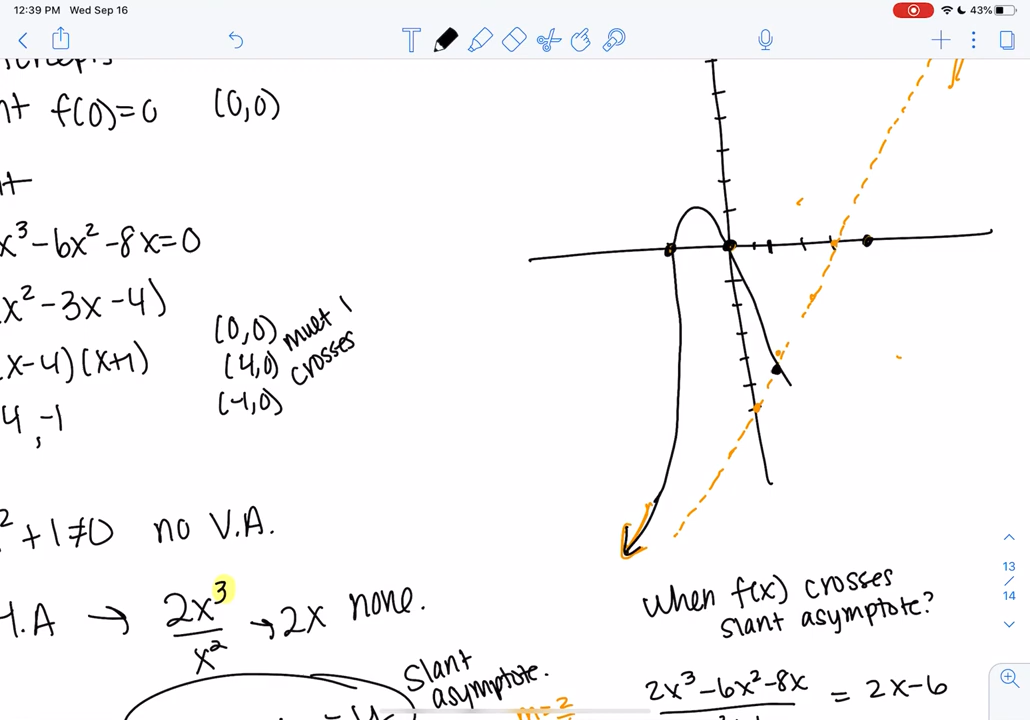 12:39 PM Wed Sep 16
43%
T
f(0)=0 (0,0)
x³-6x²-8x=0
x²-3x-4)
x-4)(x+1)
4, -1
(0,0)
(4,0)
(-1,0)
mult 1
crosses
² +1≠0 no V.A.
H.A → 2x³/x² → 2x none.
Slant
asymptote.
m=2/
13
/
14
When f(x) crosses
slant asymptote?
2x³-6x²-8x = 2x-6